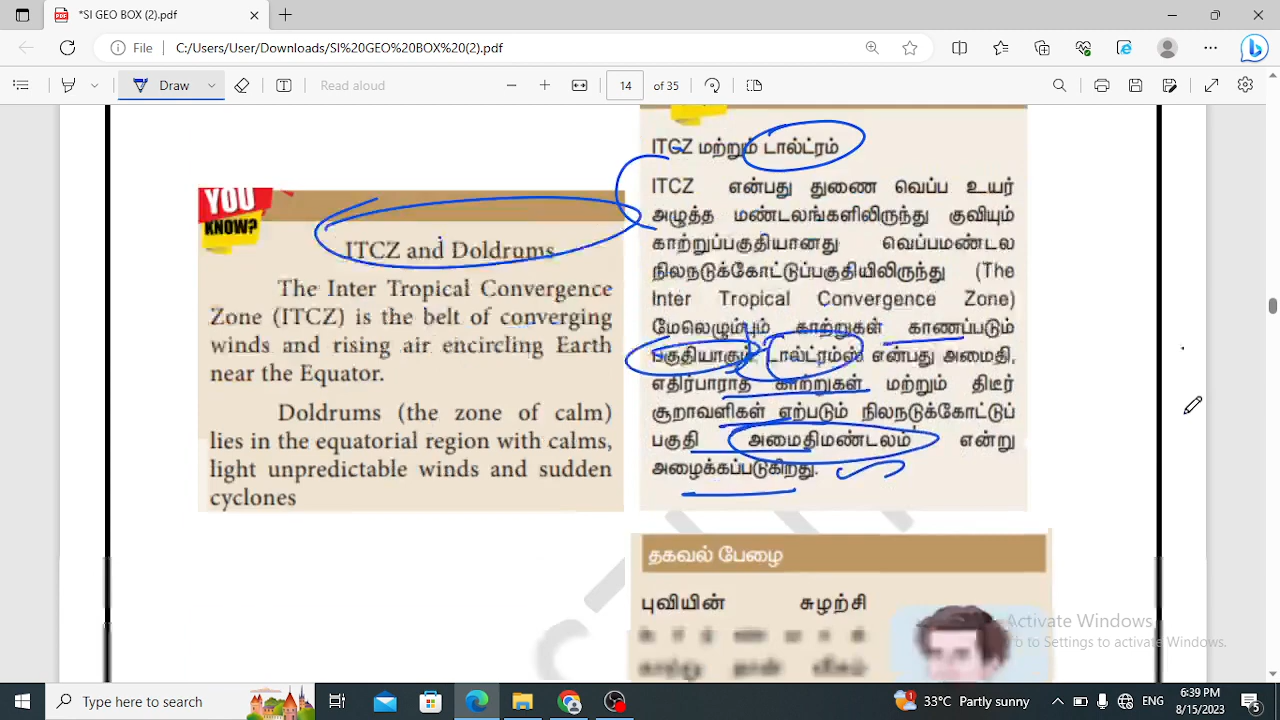 *SI GEO BOX (2).pdf
File C:/Users/User/Downloads/SI%20GEO%20BOX%20(2).pdf
Draw Read aloud 14 of 35
YOU
KNOW?
ITCZ and Doldrums
The Inter Tropical Convergence
Zone (ITCZ) is the belt of converging
winds and rising air encircling Earth
near the Equator.
Doldrums (the zone of calm)
lies in the equatorial region with calms,
light unpredictable winds and sudden
cyclones
ITCZ மற்றும் டால்ட்ரம்
ITCZ என்பது துணை வெப்ப உயர்
அழுத்த மண்டலங்களிலிருந்து குவியும்
காற்றுப்பகுதியானது வெப்பமண்டல
நிலநடுக்கோட்டுப்பகுதியிலிருந்து (The
Inter Tropical Convergence Zone)
மேலெழும்பும் காற்றுகள் காணப்படும்
பகுதியாகும் டால்ட்ரம்ஸ் என்பது அமைதி,
எதிர்பாராத காற்றுகள் மற்றும் திடீர்
சூறாவளிகள் ஏற்படும் நிலநடுக்கோட்டுப்
பகுதி அமைதிமண்டலம் என்று
அழைக்கப்படுகிறது.
தகவல் பேழை
புவியின் சுழற்சி
Activate Windows
to Settings to activate Windows.
Type here to search
33°C Partly sunny
ENG
6:39 PM
8/15/2023